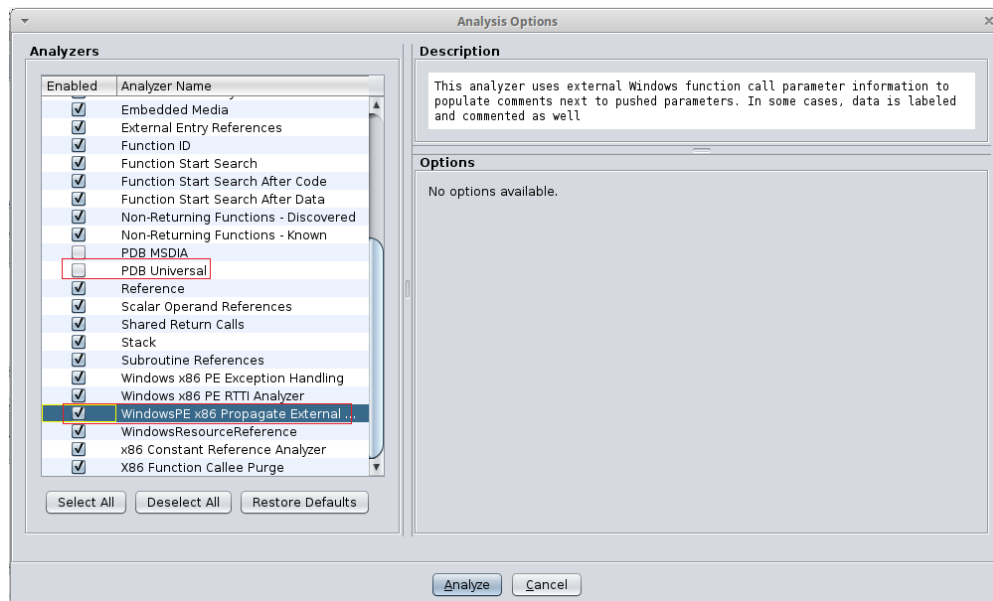 Analysis Options
Analyzers
Enabled Analyzer Name
Embedded Media
External Entry References
Function ID
Function Start Search
Function Start Search After Code
Function Start Search After Data
Non-Returning Functions - Discovered
Non-Returning Functions - Known
PDB MSDIA
PDB Universal
Reference
Scalar Operand References
Shared Return Calls
Stack
Subroutine References
Windows x86 PE Exception Handling
Windows x86 PE RTTI Analyzer
WindowsPE x86 Propagate External ...
WindowsResourceReference
x86 Constant Reference Analyzer
X86 Function Callee Purge
Select All Deselect All Restore Defaults
Description
This analyzer uses external Windows function call parameter information to
populate comments next to pushed parameters. In some cases, data is labeled
and commented as well
Options
No options available.
Analyze Cancel